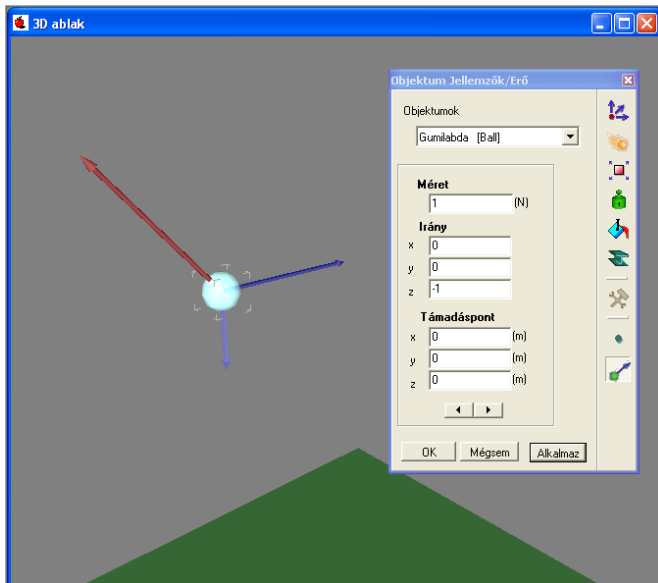 3D ablak
Objektum Jellemzők/Erő
Objektumok
Gumilabda [Ball]
Méret
1 (N)
Irány
x 0
y 0
z -1
Támadáspont
x 0 (m)
y 0 (m)
z 0 (m)
OK Mégsem Alkalmaz